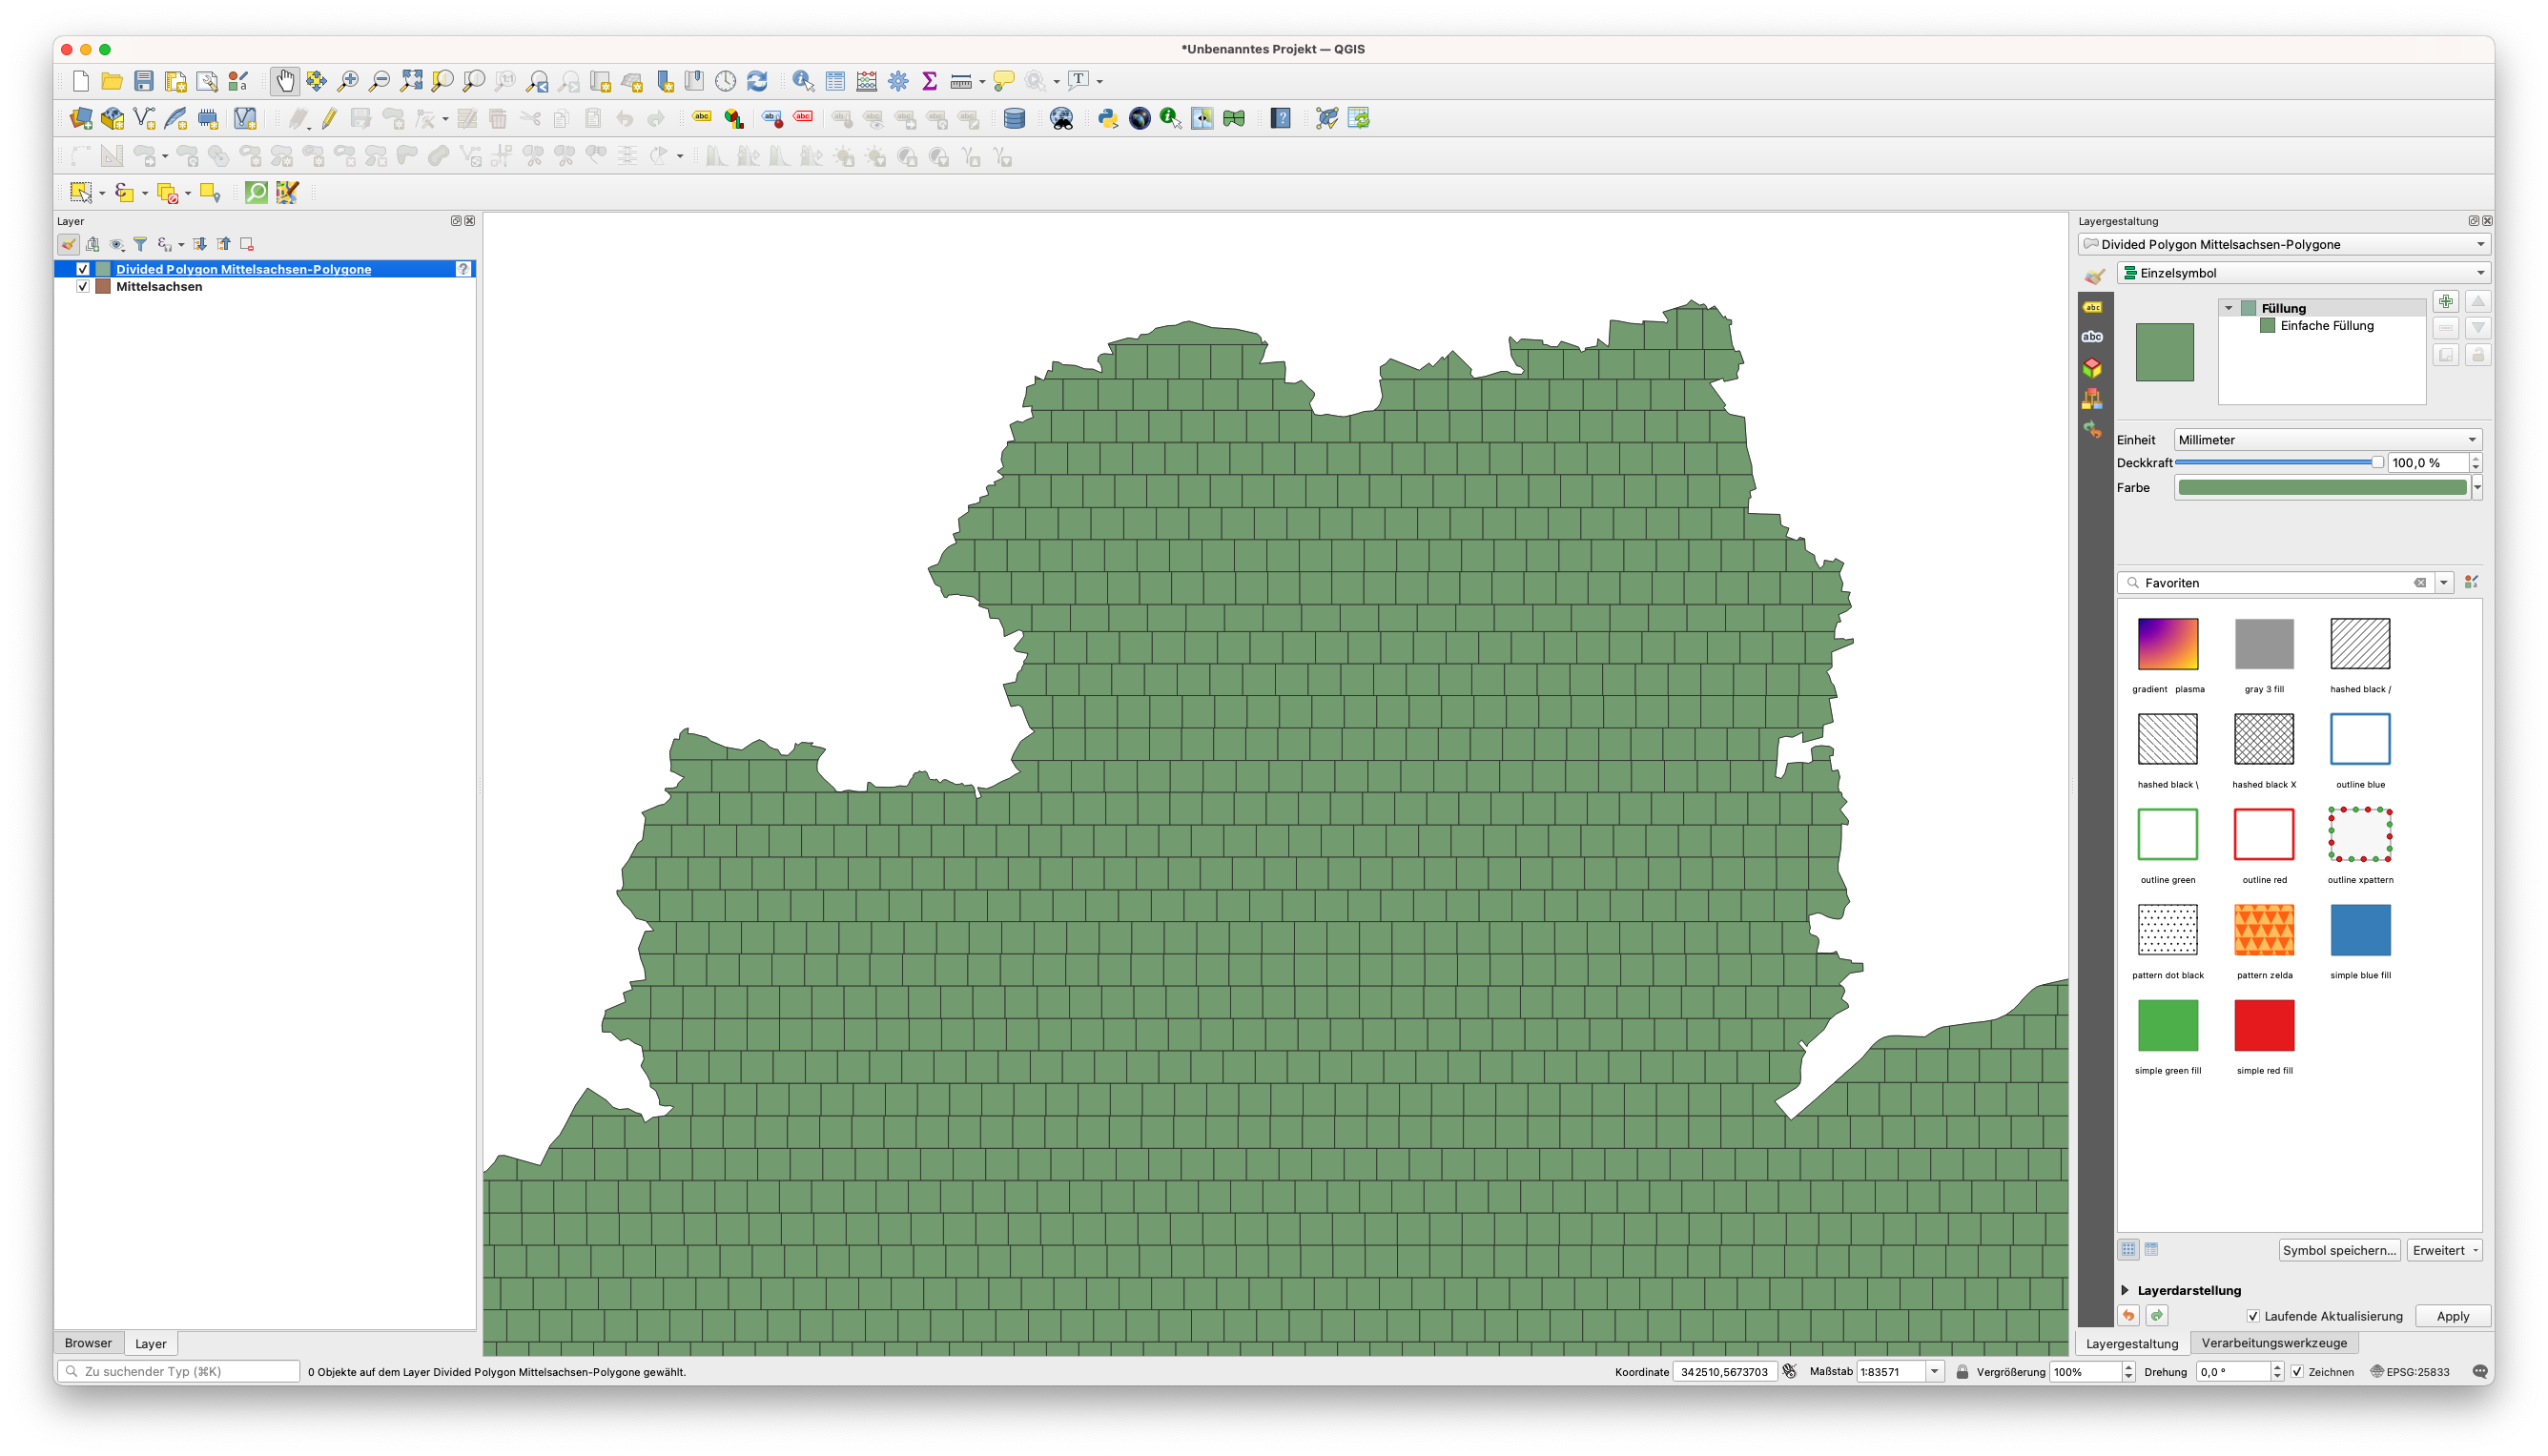 *Unbenanntes Projekt — QGIS
Layer
Divided Polygon Mittelsachsen-Polygone
?
Mittelsachsen
Browser
Layer
Layergestaltung
Divided Polygon Mittelsachsen-Polygone
Einzelsymbol
Füllung
Einfache Füllung
Einheit
Millimeter
Deckkraft
100,0 %
Farbe
Favoriten
gradient plasma
gray 3 fill
hashed black /
hashed black \
hashed black X
outline blue
outline green
outline red
outline xpattern
pattern dot black
pattern zelda
simple blue fill
simple green fill
simple red fill
Symbol speichern...
Erweitert
Layerdarstellung
Laufende Aktualisierung
Apply
Layergestaltung
Verarbeitungswerkzeuge
Zu suchender Typ (⌘K)
0 Objekte auf dem Layer Divided Polygon Mittelsachsen-Polygone gewählt.
Koordinate
342510,5673703
Maßstab
1:83571
Vergrößerung
100%
Drehung
0,0 °
Zeichnen
EPSG:25833